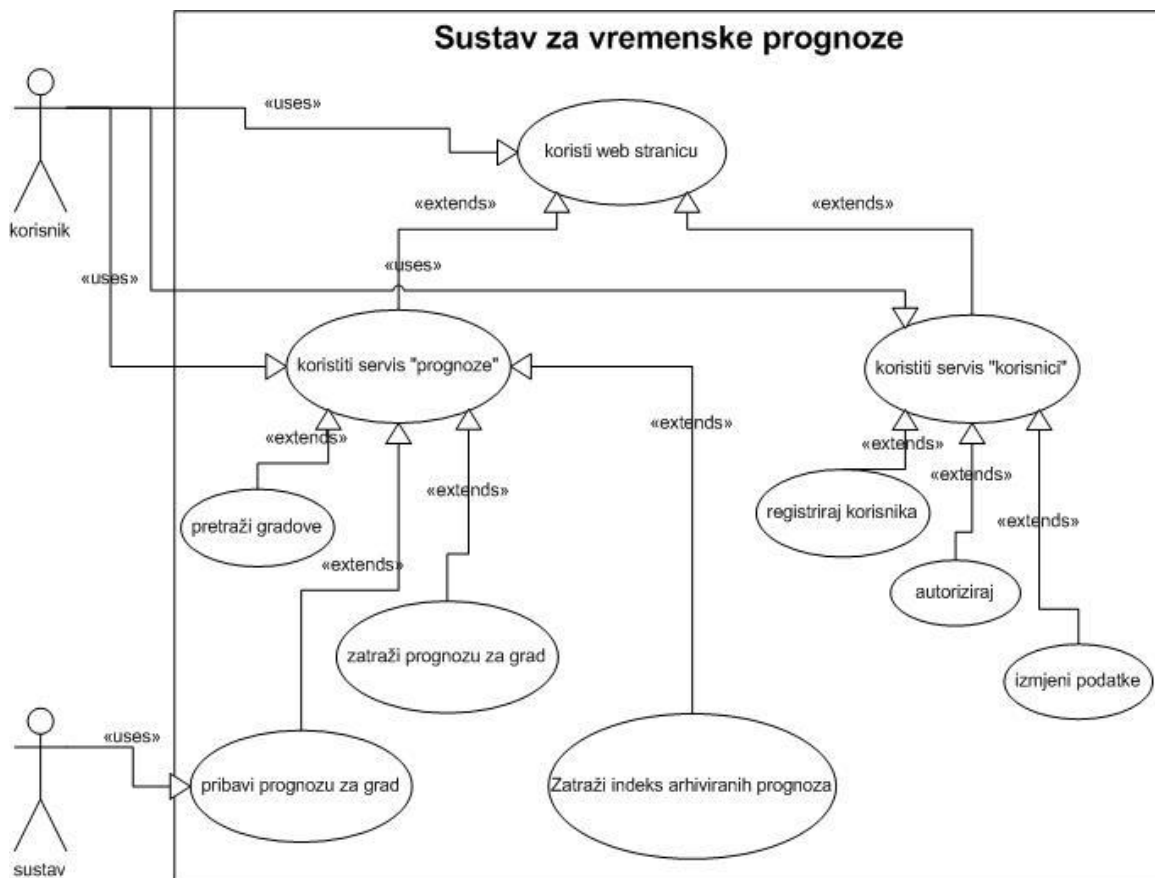 Sustav za vremenske prognoze
«uses»
koristi web stranicu
korisnik
«extends»
«extends»
«uses»
«uses»
koristiti servis "prognoze"
koristiti servis "korisnici"
«extends»
«extends»
«extends»
«extends»
«extends»
pretraži gradove
registriraj korisnika
«extends»
«extends»
autoriziraj
zatraži prognozu za grad
izmjeni podatke
«uses»
pribavi prognozu za grad
Zatraži indeks arhiviranih prognoza
sustav